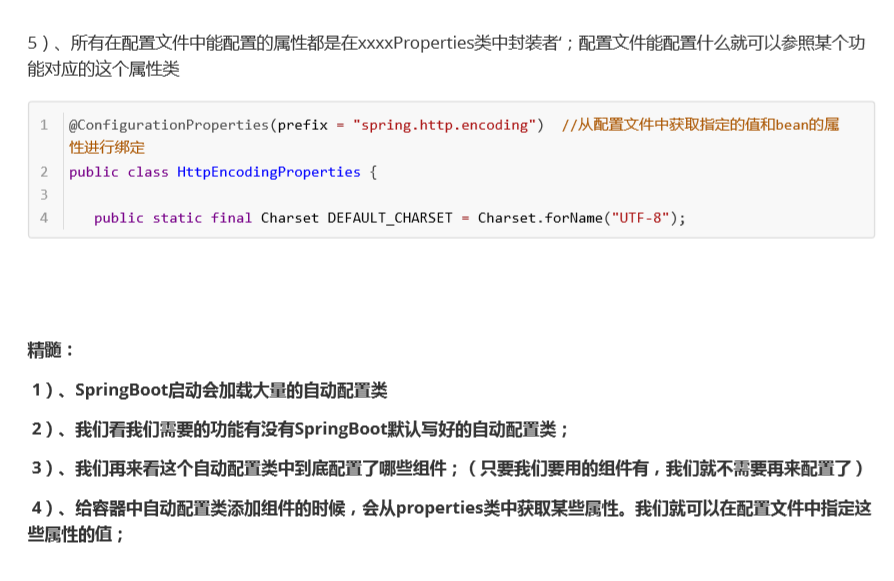 5）、所有在配置文件中能配置的属性都是在xxxxProperties类中封装者'；配置文件能配置什么就可以参照某个功
能对应的这个属性类
1 @ConfigurationProperties(prefix = "spring.http.encoding") //从配置文件中获取指定的值和bean的属
性进行绑定
2 public class HttpEncodingProperties {
3
4 public static final Charset DEFAULT_CHARSET = Charset.forName("UTF-8");
精髓：
1）、SpringBoot启动会加载大量的自动配置类
2）、我们看我们需要的功能有没有SpringBoot默认写好的自动配置类；
3）、我们再来看这个自动配置类中到底配置了哪些组件；（只要我们要用的组件有，我们就不需要再来配置了）
4）、给容器中自动配置类添加组件的时候，会从properties类中获取某些属性。我们就可以在配置文件中指定这
些属性的值；